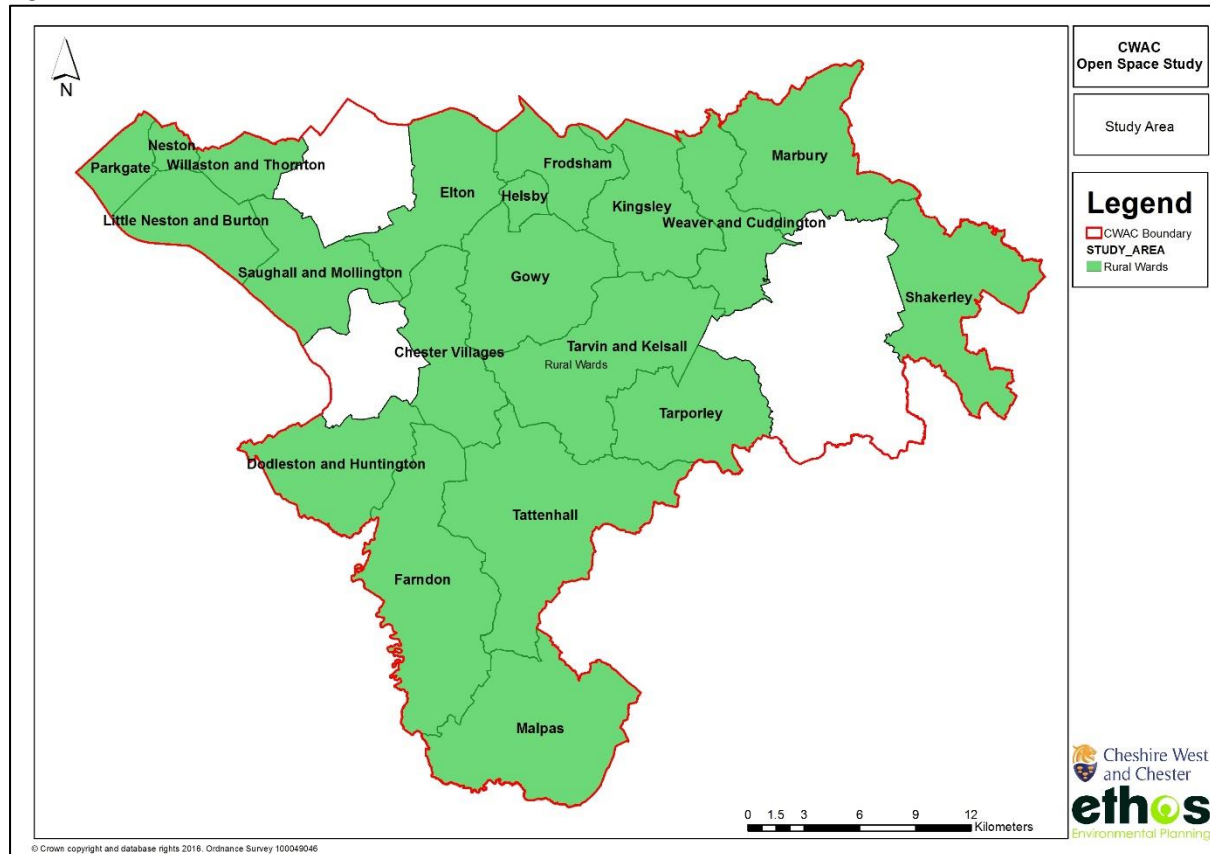 CWAC
Open Space Study
Study Area
Legend
CWAC Boundary
STUDY_AREA
Rural Wards
N
Neston
Parkgate
Willaston and Thornton
Little Neston and Burton
Saughall and Mollington
Elton
Helsby
Frodsham
Kingsley
Marbury
Weaver and Cuddington
Gowy
Shakerley
Chester Villages
Tarvin and Kelsall
Rural Wards
Tarporley
Dodleston and Huntington
Tattenhall
Farndon
Malpas
0 1.5 3 6 9 12
Kilometers
Cheshire West
and Chester
ethos
Environmental Planning
© Crown copyright and database rights 2016. Ordnance Survey 100049046